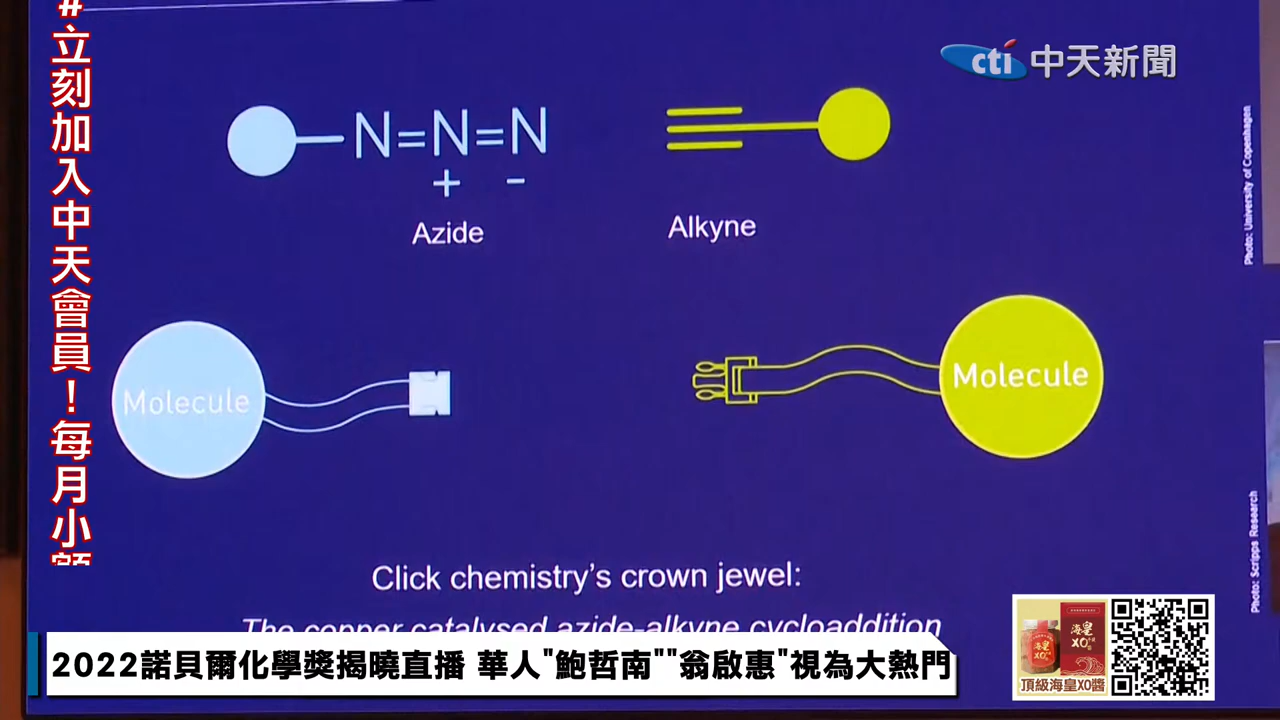 #立刻加入中天會員！每月小額
cti 中天新聞
N=N=N
+ −
Azide
Alkyne
Photo: University of Copenhagen
Molecule
Molecule
Click chemistry's crown jewel:
The copper catalysed azide-alkyne cycloaddition
Photo: Scripps Research
2022諾貝爾化學獎揭曉直播 華人"鮑哲南""翁啟惠"視為大熱門
海皇
XO醬
頂級海皇XO醬